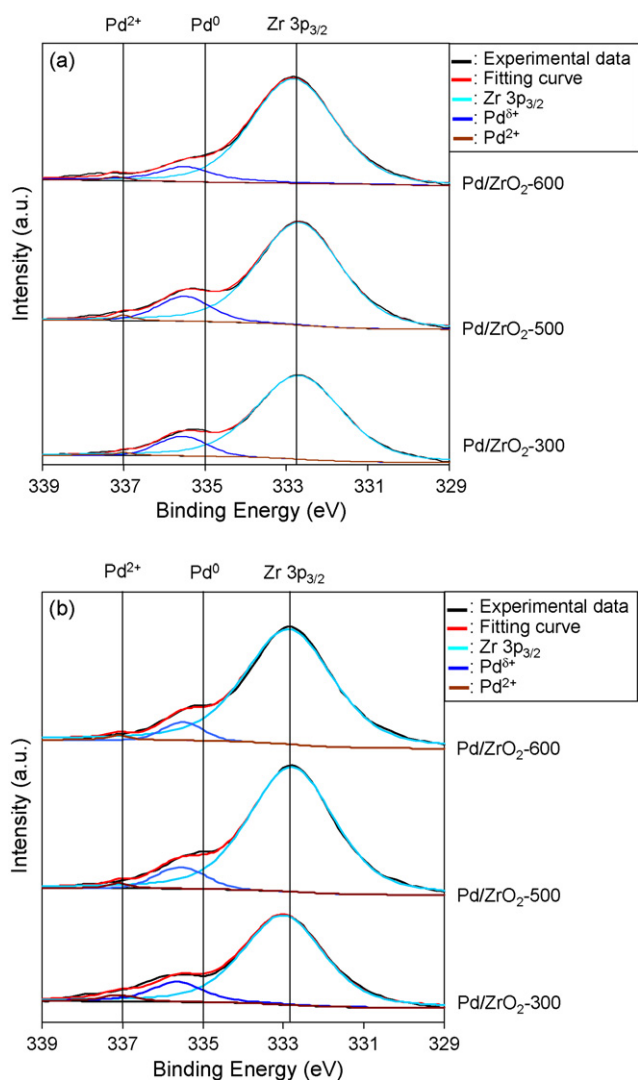 Pd²⁺ Pd⁰ Zr 3p₃/₂
(a)
: Experimental data
: Fitting curve
: Zr 3p₃/₂
: Pdᵟ⁺
: Pd²⁺
Pd/ZrO₂-600
Pd/ZrO₂-500
Pd/ZrO₂-300
Intensity (a.u.)
339 337 335 333 331 329
Binding Energy (eV)
Pd²⁺ Pd⁰ Zr 3p₃/₂
(b)
: Experimental data
: Fitting curve
: Zr 3p₃/₂
: Pdᵟ⁺
: Pd²⁺
Pd/ZrO₂-600
Pd/ZrO₂-500
Pd/ZrO₂-300
Intensity (a.u.)
339 337 335 333 331 329
Binding Energy (eV)